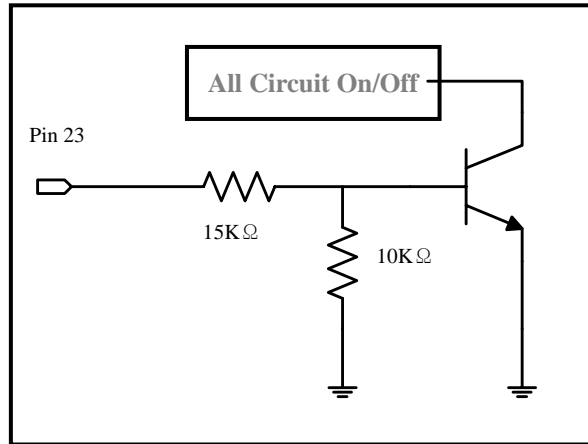 All Circuit On/Off
Pin 23
15KΩ
10KΩ